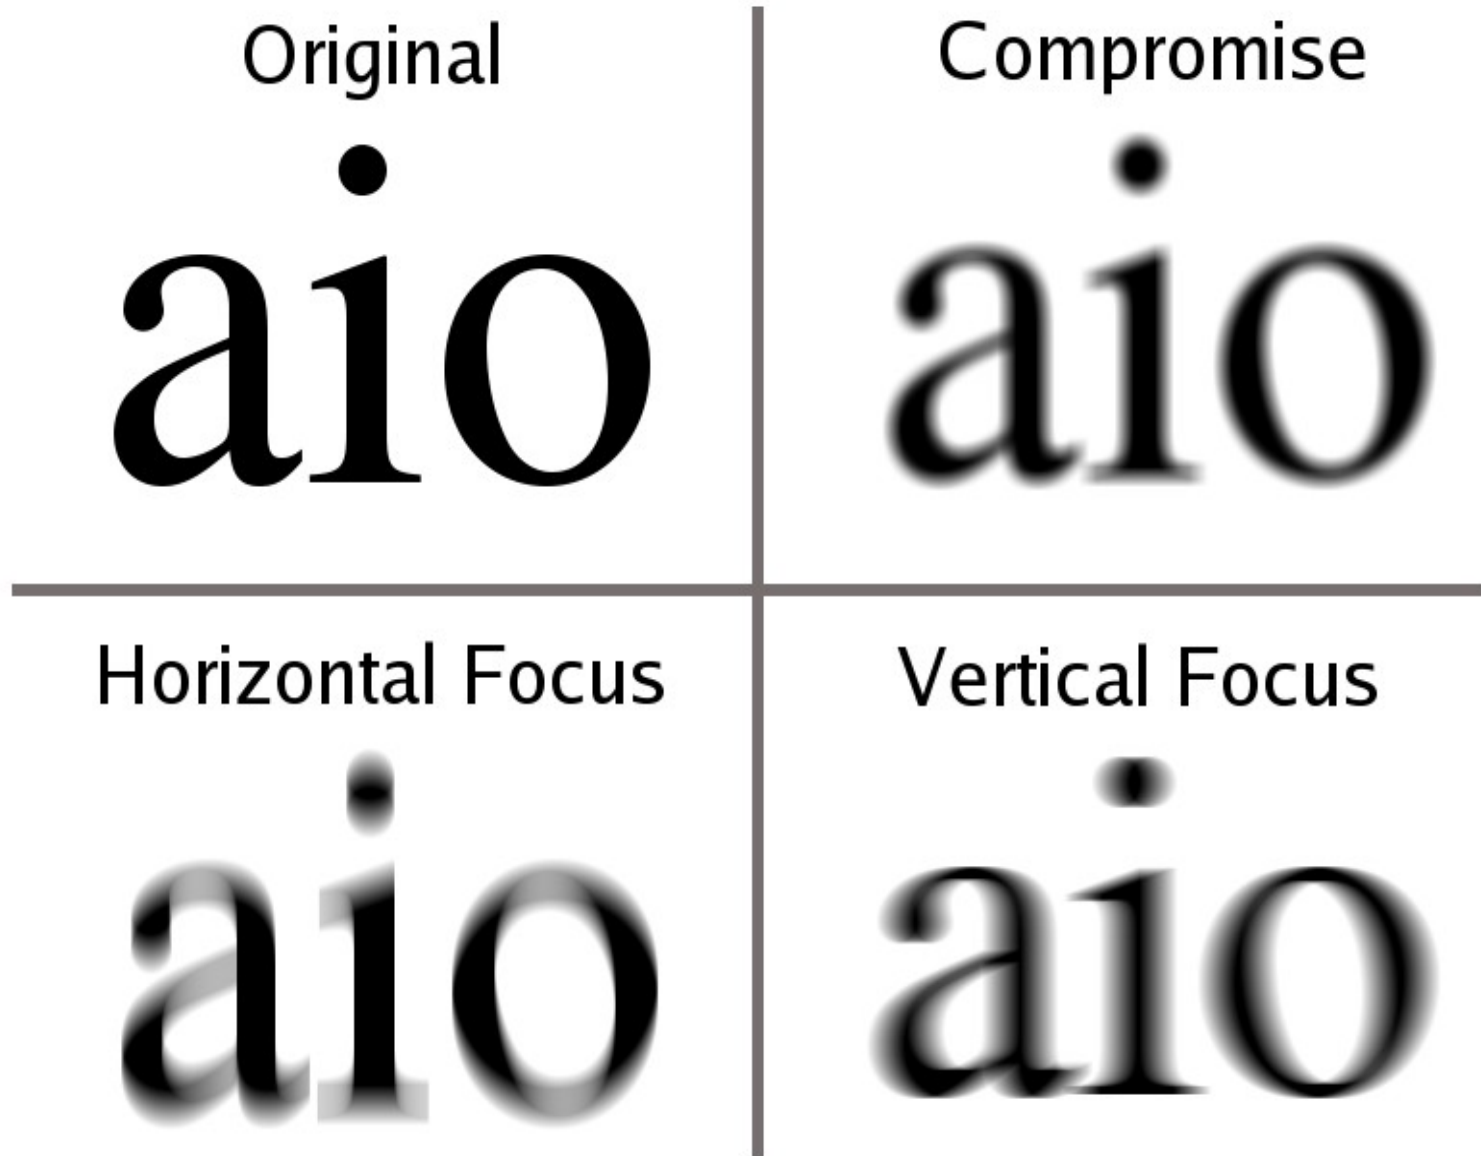 Original
aio
Compromise
aio
Horizontal Focus
aio
Vertical Focus
aio